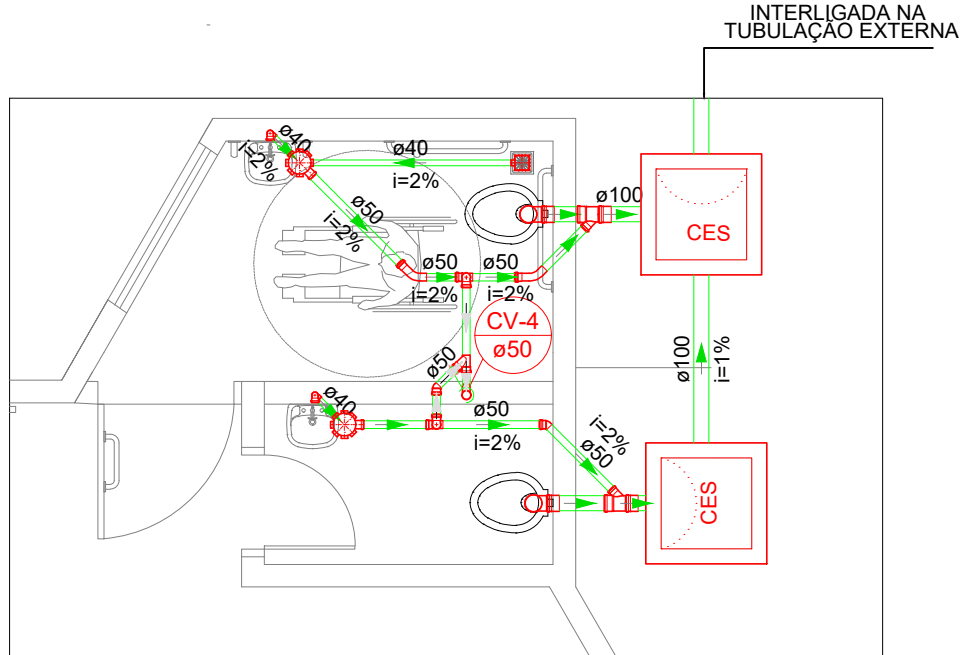 INTERLIGADA NA
TUBULAÇÃO EXTERNA
ø40
i=2%
ø40
i=2%
ø100
CES
ø50
i=2%
ø50
i=2%
ø50
i=2%
CV-4
ø50
ø50
ø100
i=1%
ø40
ø50
i=2%
i=2%
ø50
CES